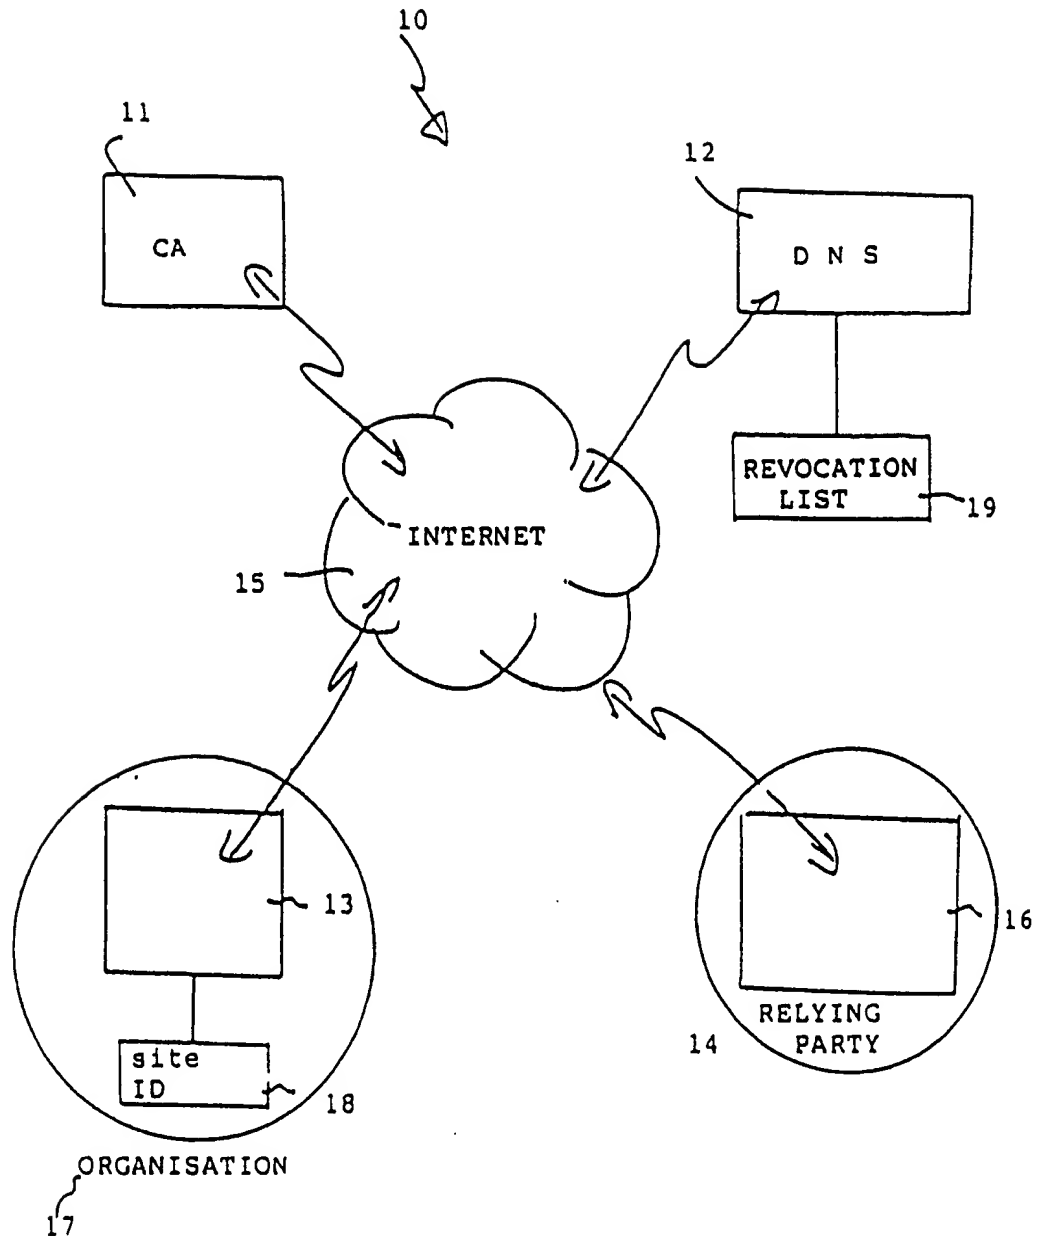 10
11
12
CA
D N S
REVOCATION
LIST
19
INTERNET
15
13
16
RELYING
PARTY
14
site
ID
18
ORGANISATION
17